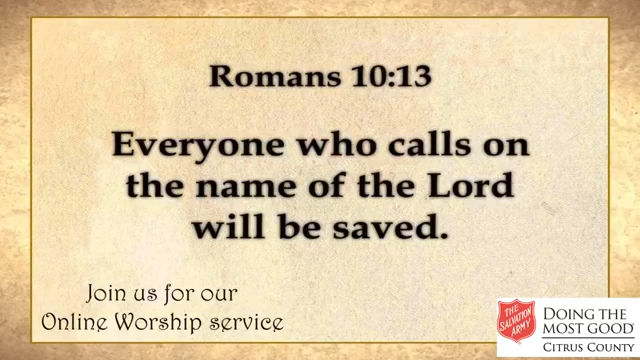 Romans 10:13
Everyone who calls on
the name of the Lord
will be saved.
Join us for our
Online Worship service
THE
SALVATION
ARMY
DOING THE
MOST GOOD
CITRUS COUNTY